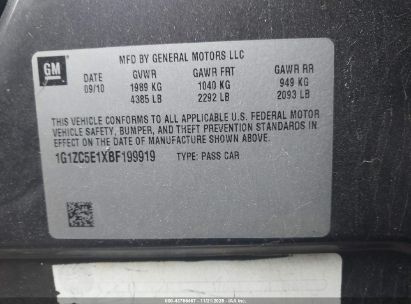 GM
MFD BY GENERAL MOTORS LLC
DATE GVWR GAWR FRT GAWR RR
09/10 1989 KG 1040 KG 949 KG
4385 LB 2292 LB 2093 LB
THIS VEHICLE CONFORMS TO ALL APPLICABLE U.S. FEDERAL MOTOR
VEHICLE SAFETY, BUMPER, AND THEFT PREVENTION STANDARDS IN
EFFECT ON THE DATE OF MANUFACTURE SHOWN ABOVE.
1G1ZC5E1XBF199919 TYPE: PASS CAR